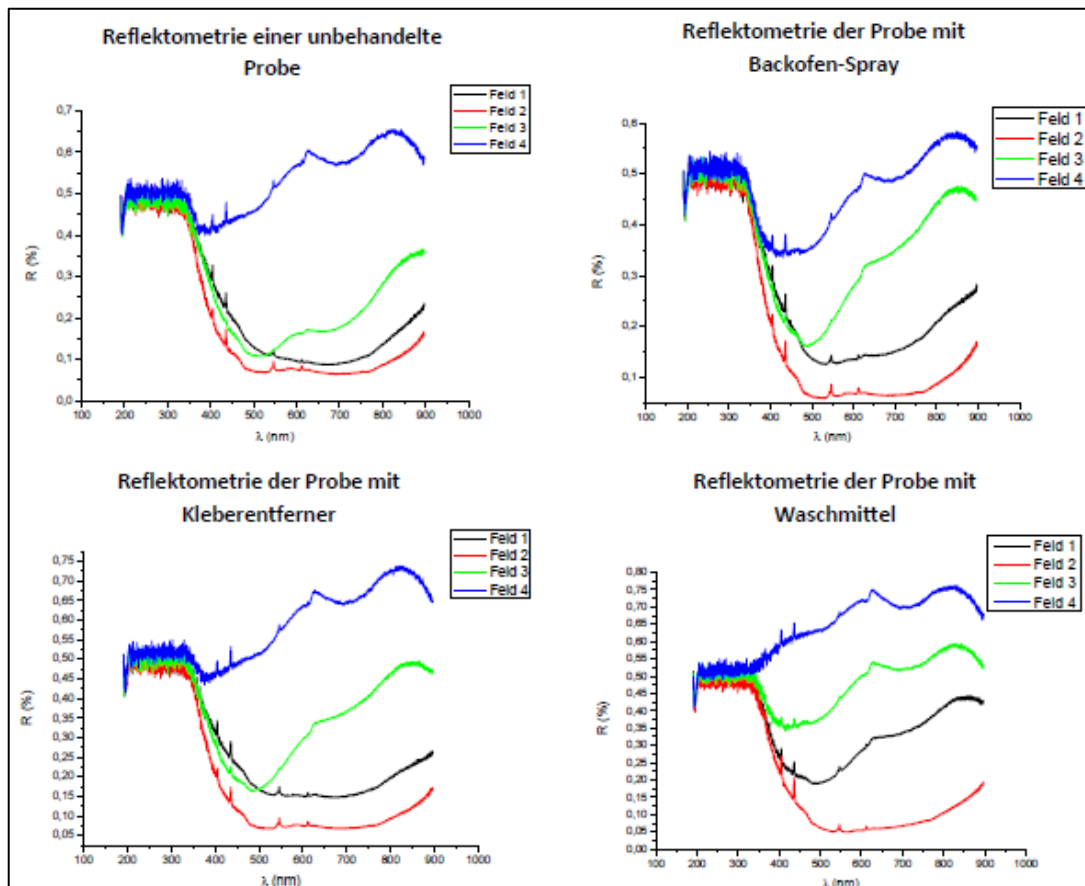 Reflektometrie einer unbehandelte
Probe
Feld 1
Feld 2
Feld 3
Feld 4
0,7
0,6
0,5
0,4
0,3
0,2
0,1
0,0
R (%)
100 200 300 400 500 600 700 800 900 1000
λ (nm)
Reflektometrie der Probe mit
Backofen-Spray
Feld 1
Feld 2
Feld 3
Feld 4
0,6
0,5
0,4
0,3
0,2
0,1
R (%)
100 200 300 400 500 600 700 800 900 1000
λ (nm)
Reflektometrie der Probe mit
Kleberentferner
Feld 1
Feld 2
Feld 3
Feld 4
0,75
0,70
0,65
0,60
0,55
0,50
0,45
0,40
0,35
0,30
0,25
0,20
0,15
0,10
0,05
R (%)
100 200 300 400 500 600 700 800 900 1000
λ (nm)
Reflektometrie der Probe mit
Waschmittel
Feld 1
Feld 2
Feld 3
Feld 4
0,80
0,75
0,70
0,65
0,60
0,55
0,50
0,45
0,40
0,35
0,30
0,25
0,20
0,15
0,10
0,05
0,00
R (%)
100 200 300 400 500 600 700 800 900 1000
λ (nm)